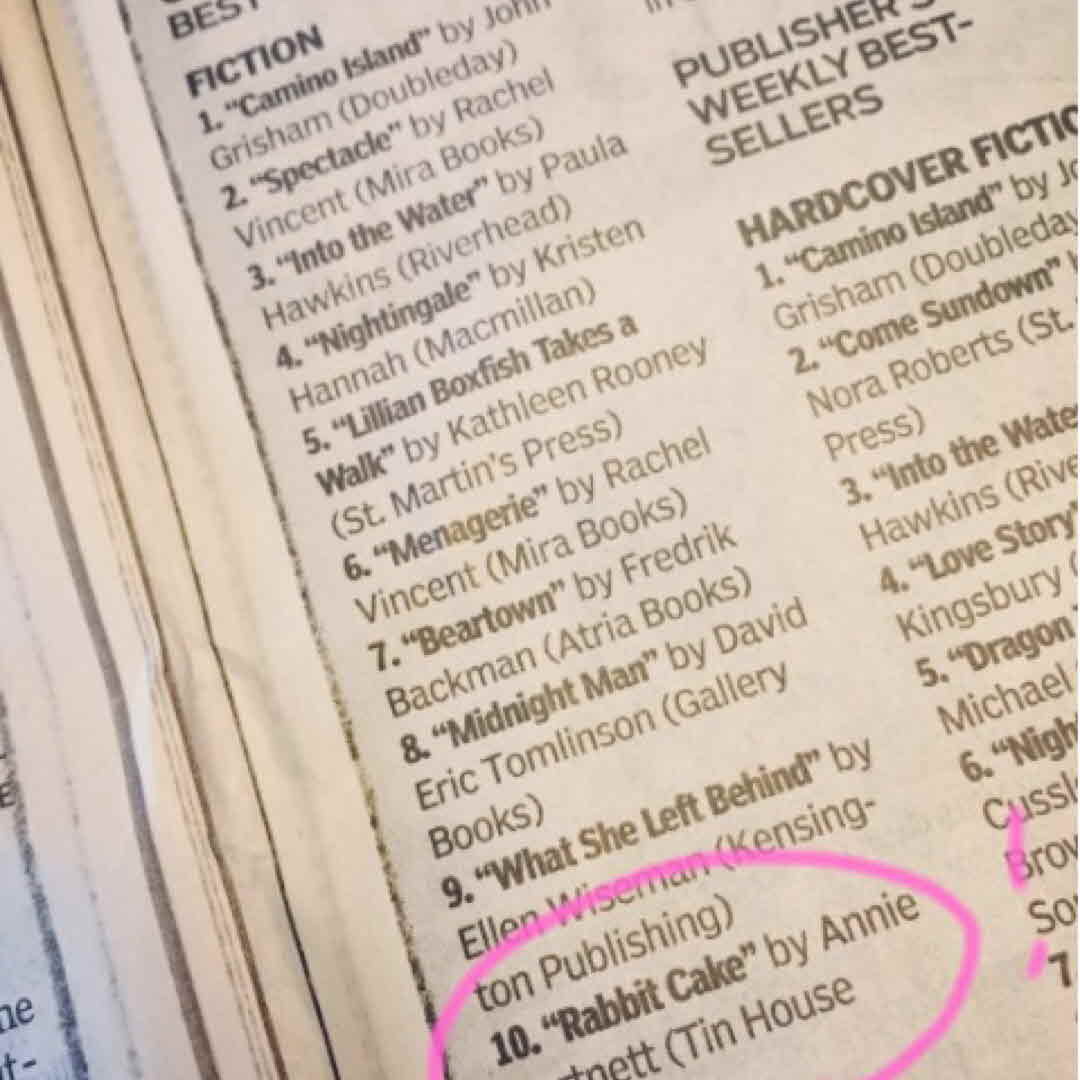 BEST
FICTION
1. “Camino Island” by John
Grisham (Doubleday)
2. “Spectacle” by Rachel
Vincent (Mira Books)
3. “Into the Water” by Paula
Hawkins (Riverhead)
4. “Nightingale” by Kristen
Hannah (Macmillan)
5. “Lillian Boxfish Takes a
Walk” by Kathleen Rooney
(St. Martin's Press)
6. “Menagerie” by Rachel
Vincent (Mira Books)
7. “Beartown” by Fredrik
Backman (Atria Books)
8. “Midnight Man” by David
Eric Tomlinson (Gallery
Books)
9. “What She Left Behind” by
Ellen Wiseman (Kensing-
ton Publishing)
10. “Rabbit Cake” by Annie
tnett (Tin House
PUBLISHER'S
WEEKLY BEST-
SELLERS
HARDCOVER FICTIO
1. “Camino Island” by Jo
Grisham (Doubleday
2. “Come Sundown”
Nora Roberts (St.
Press)
3. “Into the Wate
Hawkins (Rive
4. “Love Story”
Kingsbury (
5. “Dragon
Michael
6. “Nigh
Cussl
Brow
So
7